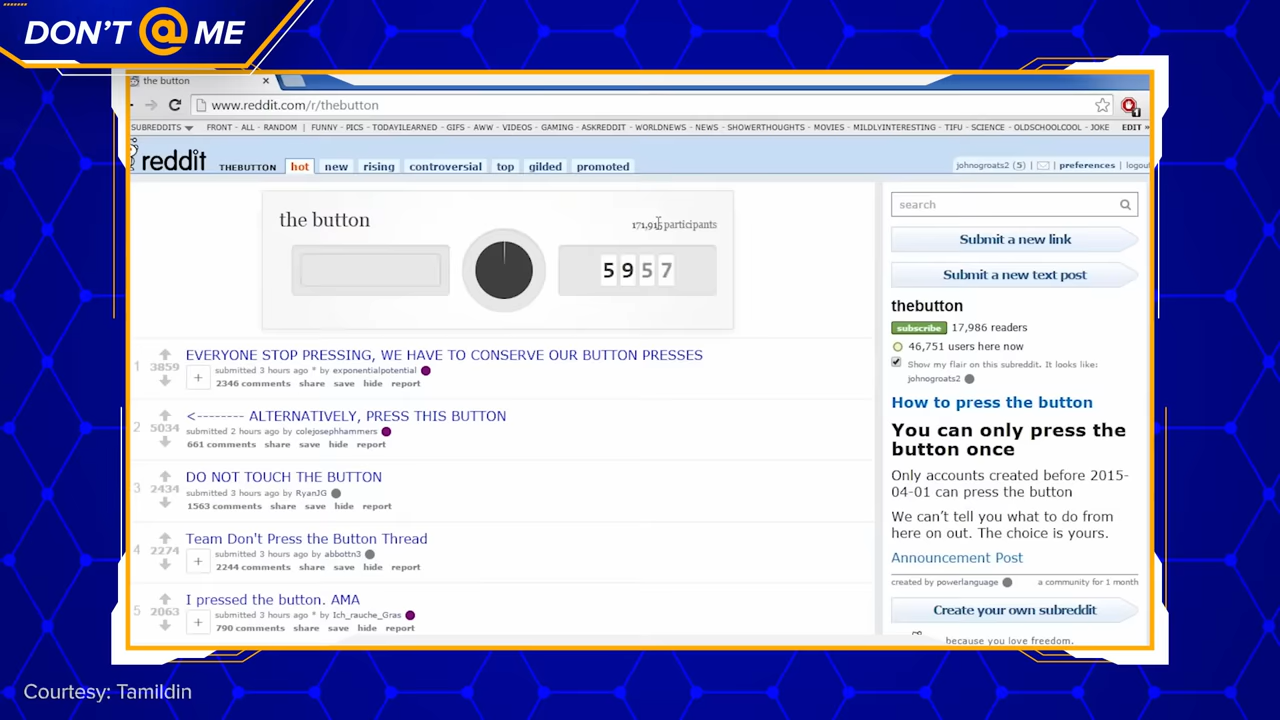 DON'T @ ME
the button
www.reddit.com/r/thebutton
SUBREDDITS FRONT - ALL - RANDOM | FUNNY - PICS - TODAYILEARNED - GIFS - AWW - VIDEOS - GAMING - ASKREDDIT - WORLDNEWS - NEWS - SHOWERTHOUGHTS - MOVIES - MILDLYINTERESTING - TIFU - SCIENCE - OLDSCHOOLCOOL - JOKE EDIT »
reddit THEBUTTON hot new rising controversial top gilded promoted
johnogroats2 (5) | | preferences | logout
the button
171,915 participants
5957
1
3859
EVERYONE STOP PRESSING, WE HAVE TO CONSERVE OUR BUTTON PRESSES
submitted 3 hours ago * by exponentialpotential
2346 comments share save hide report
2
5034
<-------- ALTERNATIVELY, PRESS THIS BUTTON
submitted 2 hours ago by colejosephhammers
661 comments share save hide report
3
2434
DO NOT TOUCH THE BUTTON
submitted 3 hours ago by RyanJG
1563 comments share save hide report
4
2274
Team Don't Press the Button Thread
submitted 3 hours ago by abbottn3
2244 comments share save hide report
5
2063
I pressed the button. AMA
submitted 3 hours ago * by Ich_rauche_Gras
790 comments share save hide report
search
Submit a new link
Submit a new text post
thebutton
subscribe 17,986 readers
46,751 users here now
Show my flair on this subreddit. It looks like:
johnogroats2
How to press the button
You can only press the
button once
Only accounts created before 2015-
04-01 can press the button
We can't tell you what to do from
here on out. The choice is yours.
Announcement Post
created by powerlanguage a community for 1 month
Create your own subreddit
because you love freedom.
Courtesy: Tamildin